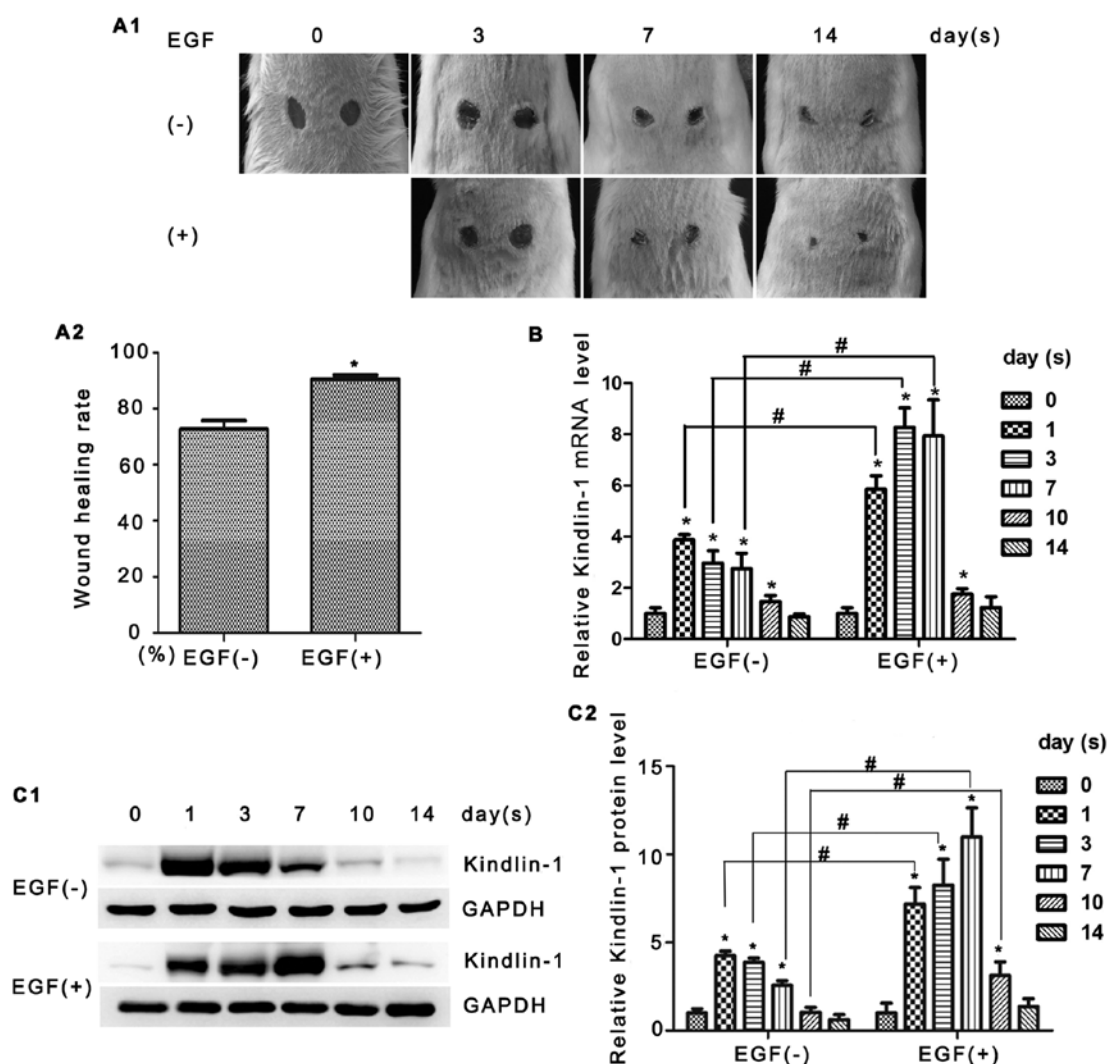 A1
EGF 0 3 7 14 day(s)
(-)
(+)
A2
Wound healing rate
100
80
60
40
20
0
(%) EGF(-) EGF(+)
*
B
Relative Kindlin-1 mRNA level
10
8
6
4
2
0
# # #
* * * * * * * *
EGF(-) EGF(+)
day (s)
0
1
3
7
10
14
C1
0 1 3 7 10 14 day(s)
EGF(-) Kindlin-1
GAPDH
EGF(+) Kindlin-1
GAPDH
C2
Relative Kindlin-1 protein level
15
10
5
0
# # # #
* * * * * * *
EGF(-) EGF(+)
day (s)
0
1
3
7
10
14